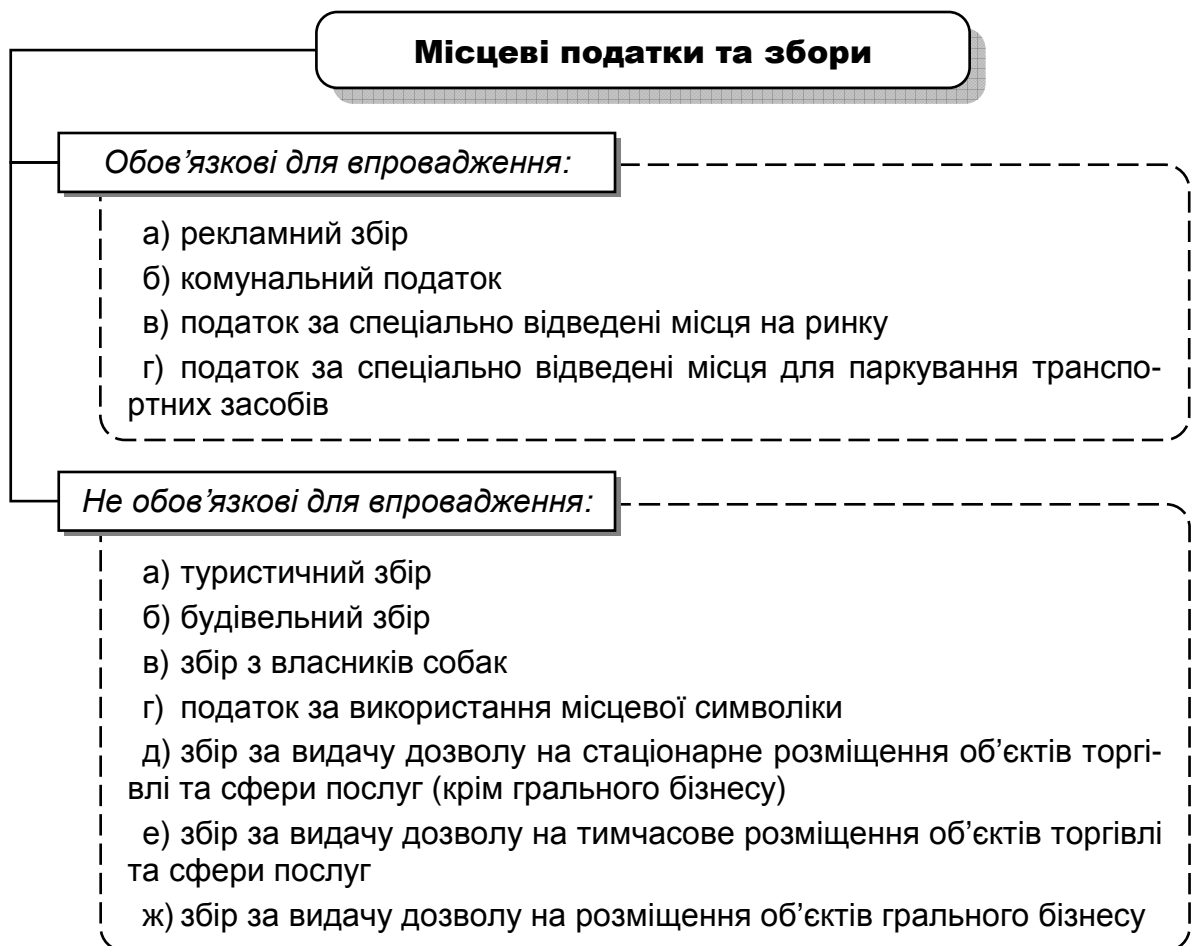 Місцеві податки та збори
Обов’язкові для впровадження:
а) рекламний збір
б) комунальний податок
в) податок за спеціально відведені місця на ринку
г) податок за спеціально відведені місця для паркування транспо-
ртних засобів
Не обов’язкові для впровадження:
а) туристичний збір
б) будівельний збір
в) збір з власників собак
г) податок за використання місцевої символіки
д) збір за видачу дозволу на стаціонарне розміщення об’єктів торгі-
влі та сфери послуг (крім грального бізнесу)
е) збір за видачу дозволу на тимчасове розміщення об’єктів торгівлі
та сфери послуг
ж) збір за видачу дозволу на розміщення об’єктів грального бізнесу